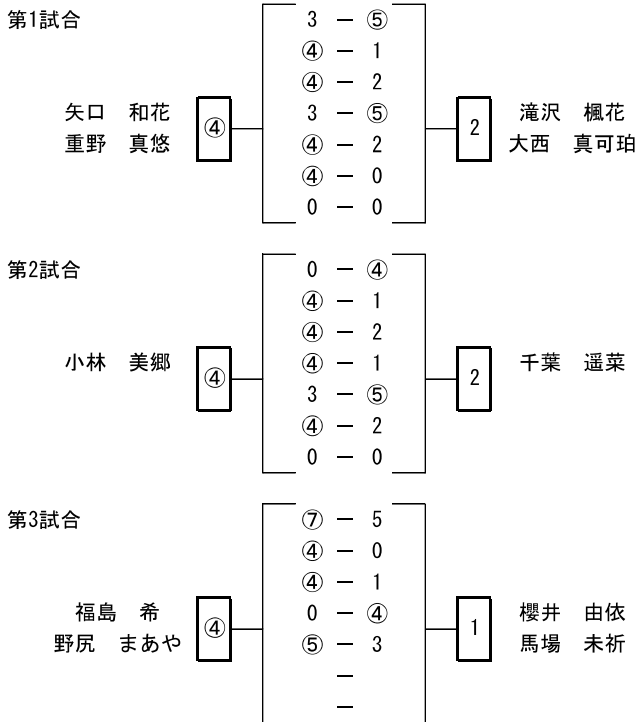 第1試合
3 － ⑤
④ － 1
④ － 2
矢口　和花 ④ 3 － ⑤ 2 滝沢　楓花
重野　真悠 ④ － 2 大西　真可珀
④ － 0
0 － 0
第2試合
0 － ④
④ － 1
④ － 2
小林　美郷 ④ ④ － 1 2 千葉　遥菜
3 － ⑤
④ － 2
0 － 0
第3試合
⑦ － 5
④ － 0
④ － 1
福島　希 ④ 0 － ④ 1 櫻井　由依
野尻　まあや ⑤ － 3 馬場　未祈
－
－